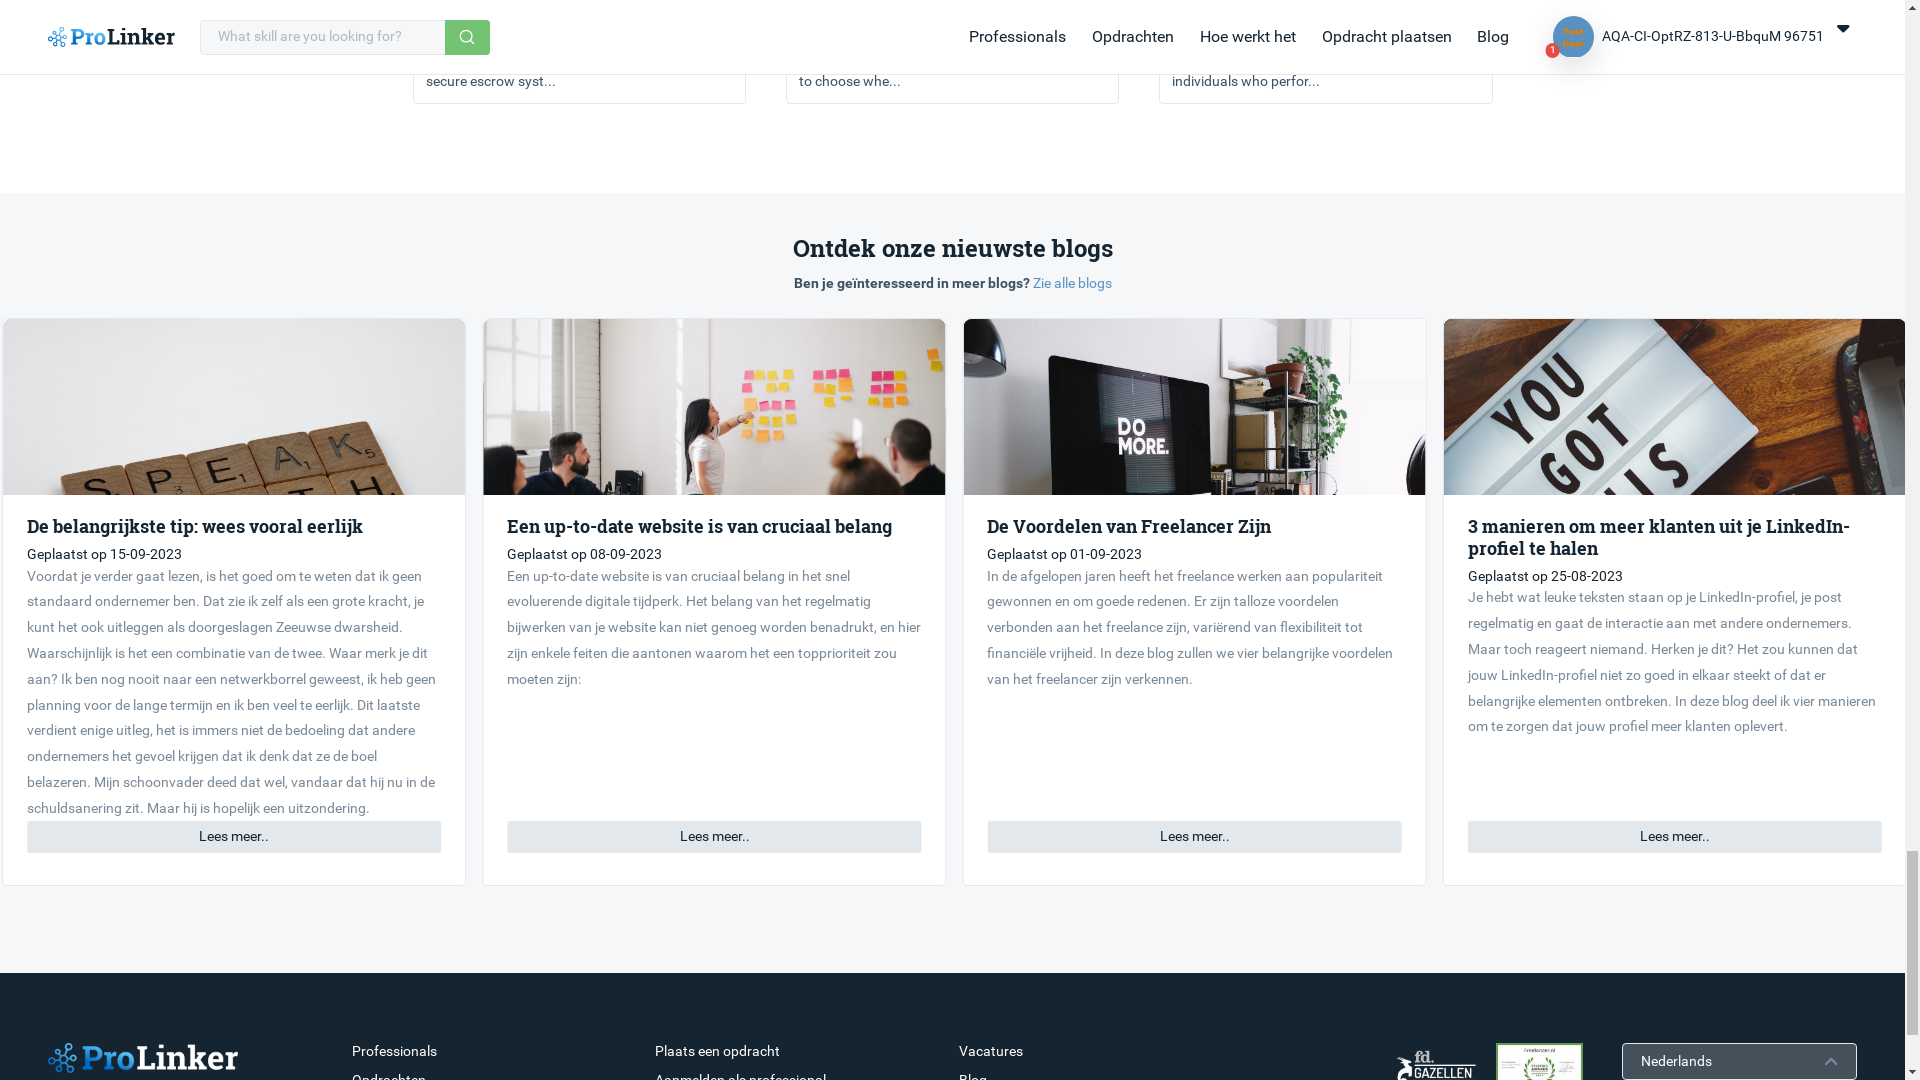 ProLinker
What skill are you looking for?
Professionals
Opdrachten
Hoe werkt het
Opdracht plaatsen
Blog
Test
User
1
AQA-CI-OptRZ-813-U-BbquM 96751
secure escrow syst...
to choose whe...
individuals who perfor...
Ontdek onze nieuwste blogs
Ben je geïnteresseerd in meer blogs? Zie alle blogs
SPEAK
TH
De belangrijkste tip: wees vooral eerlijk
Geplaatst op 15-09-2023
Voordat je verder gaat lezen, is het goed om te weten dat ik geen
standaard ondernemer ben. Dat zie ik zelf als een grote kracht, je
kunt het ook uitleggen als doorgeslagen Zeeuwse dwarsheid.
Waarschijnlijk is het een combinatie van de twee. Waar merk je dit
aan? Ik ben nog nooit naar een netwerkborrel geweest, ik heb geen
planning voor de lange termijn en ik ben veel te eerlijk. Dit laatste
verdient enige uitleg, het is immers niet de bedoeling dat andere
ondernemers het gevoel krijgen dat ik denk dat ze de boel
belazeren. Mijn schoonvader deed dat wel, vandaar dat hij nu in de
schuldsanering zit. Maar hij is hopelijk een uitzondering.
Lees meer..
Een up-to-date website is van cruciaal belang
Geplaatst op 08-09-2023
Een up-to-date website is van cruciaal belang in het snel
evoluerende digitale tijdperk. Het belang van het regelmatig
bijwerken van je website kan niet genoeg worden benadrukt, en hier
zijn enkele feiten die aantonen waarom het een topprioriteit zou
moeten zijn:
Lees meer..
DO
MORE.
De Voordelen van Freelancer Zijn
Geplaatst op 01-09-2023
In de afgelopen jaren heeft het freelance werken aan populariteit
gewonnen en om goede redenen. Er zijn talloze voordelen
verbonden aan het freelance zijn, variërend van flexibiliteit tot
financiële vrijheid. In deze blog zullen we vier belangrijke voordelen
van het freelancer zijn verkennen.
Lees meer..
YOU
GOT
3 manieren om meer klanten uit je LinkedIn-
profiel te halen
Geplaatst op 25-08-2023
Je hebt wat leuke teksten staan op je LinkedIn-profiel, je post
regelmatig en gaat de interactie aan met andere ondernemers.
Maar toch reageert niemand. Herken je dit? Het zou kunnen dat
jouw LinkedIn-profiel niet zo goed in elkaar steekt of dat er
belangrijke elementen ontbreken. In deze blog deel ik vier manieren
om te zorgen dat jouw profiel meer klanten oplevert.
Lees meer..
ProLinker
Professionals
Opdrachten
Plaats een opdracht
Aanmelden als professional
Vacatures
Blog
fd.
GAZELLEN
Freelancer.nl
Nederlands